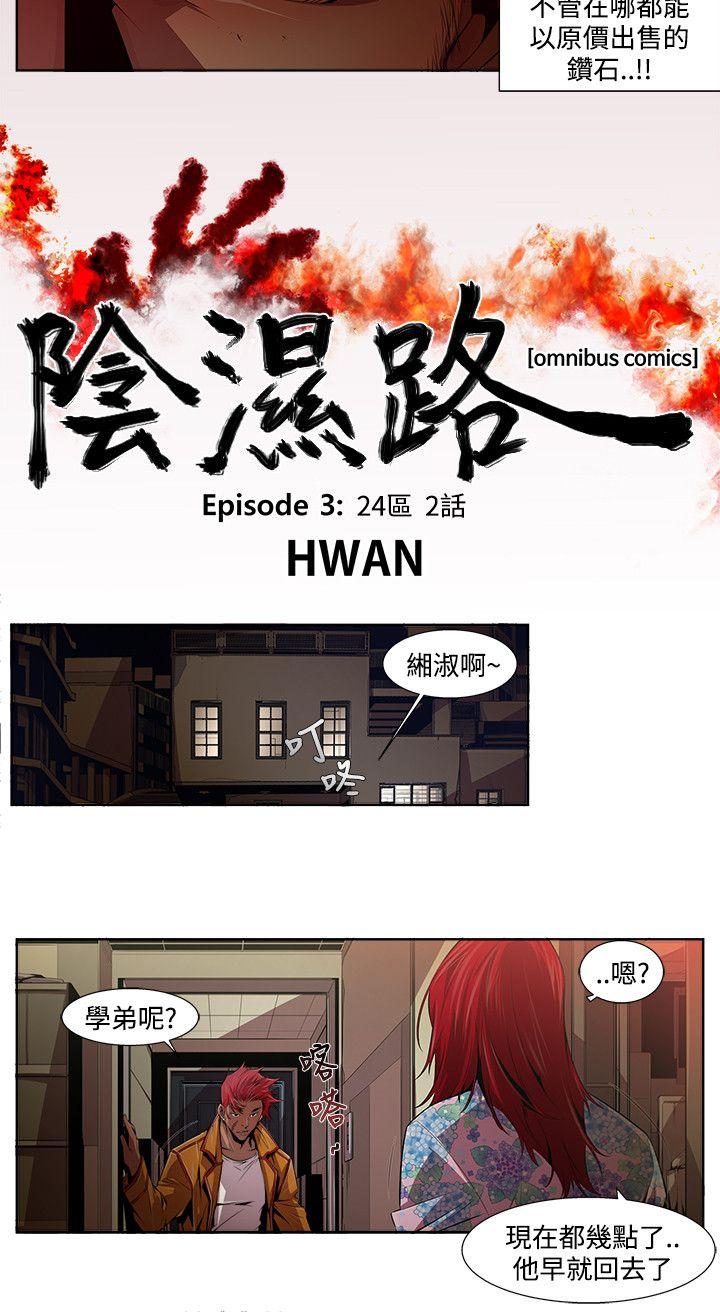 不管在哪都能
以原價出售的
鑽石..!!
陰濕路
[omnibus comics]
Episode 3: 24區 2話
HWAN
緗淑啊~
叮
咚
學弟呢?
..嗯?
喀
嗒
現在都幾點了..
他早就回去了